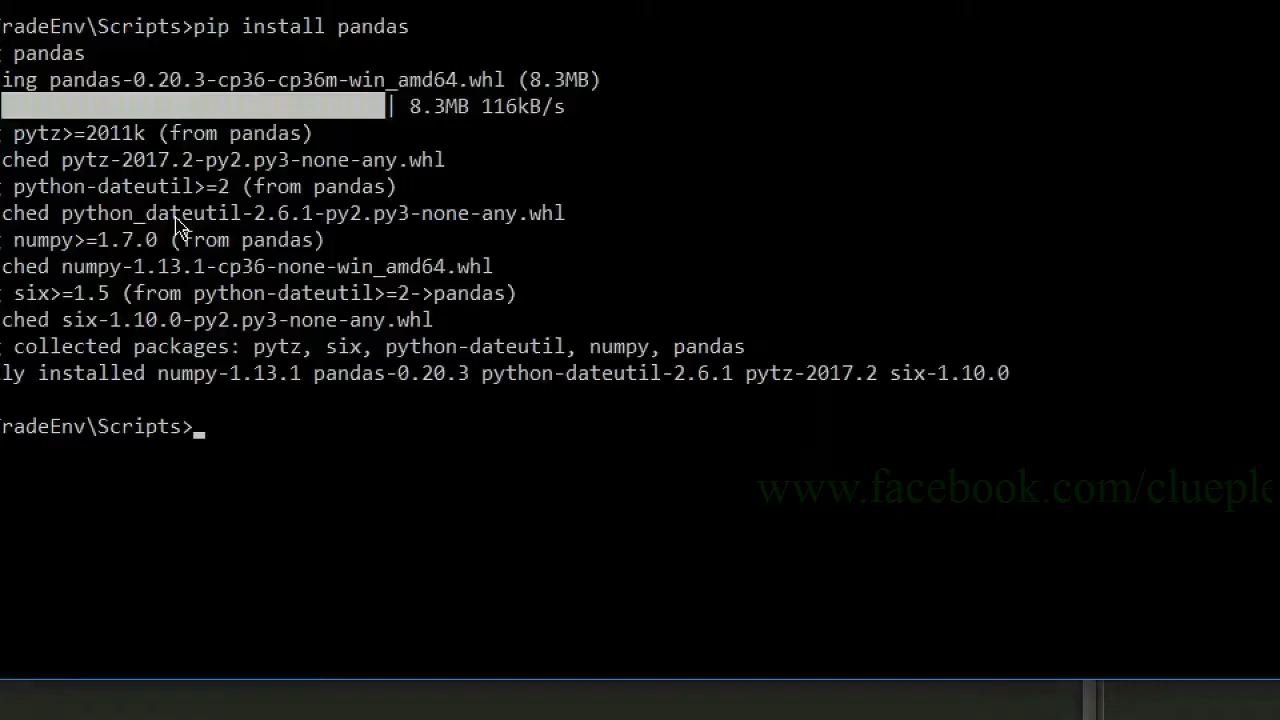 radeEnv\Scripts>pip install pandas
pandas
ing pandas-0.20.3-cp36-cp36m-win_amd64.whl (8.3MB)
| 8.3MB 116kB/s
pytz>=2011k (from pandas)
ched pytz-2017.2-py2.py3-none-any.whl
python-dateutil>=2 (from pandas)
ched python_dateutil-2.6.1-py2.py3-none-any.whl
numpy>=1.7.0 (from pandas)
ched numpy-1.13.1-cp36-none-win_amd64.whl
six>=1.5 (from python-dateutil>=2->pandas)
ched six-1.10.0-py2.py3-none-any.whl
collected packages: pytz, six, python-dateutil, numpy, pandas
ly installed numpy-1.13.1 pandas-0.20.3 python-dateutil-2.6.1 pytz-2017.2 six-1.10.0
radeEnv\Scripts>
www.facebook.com/clueple